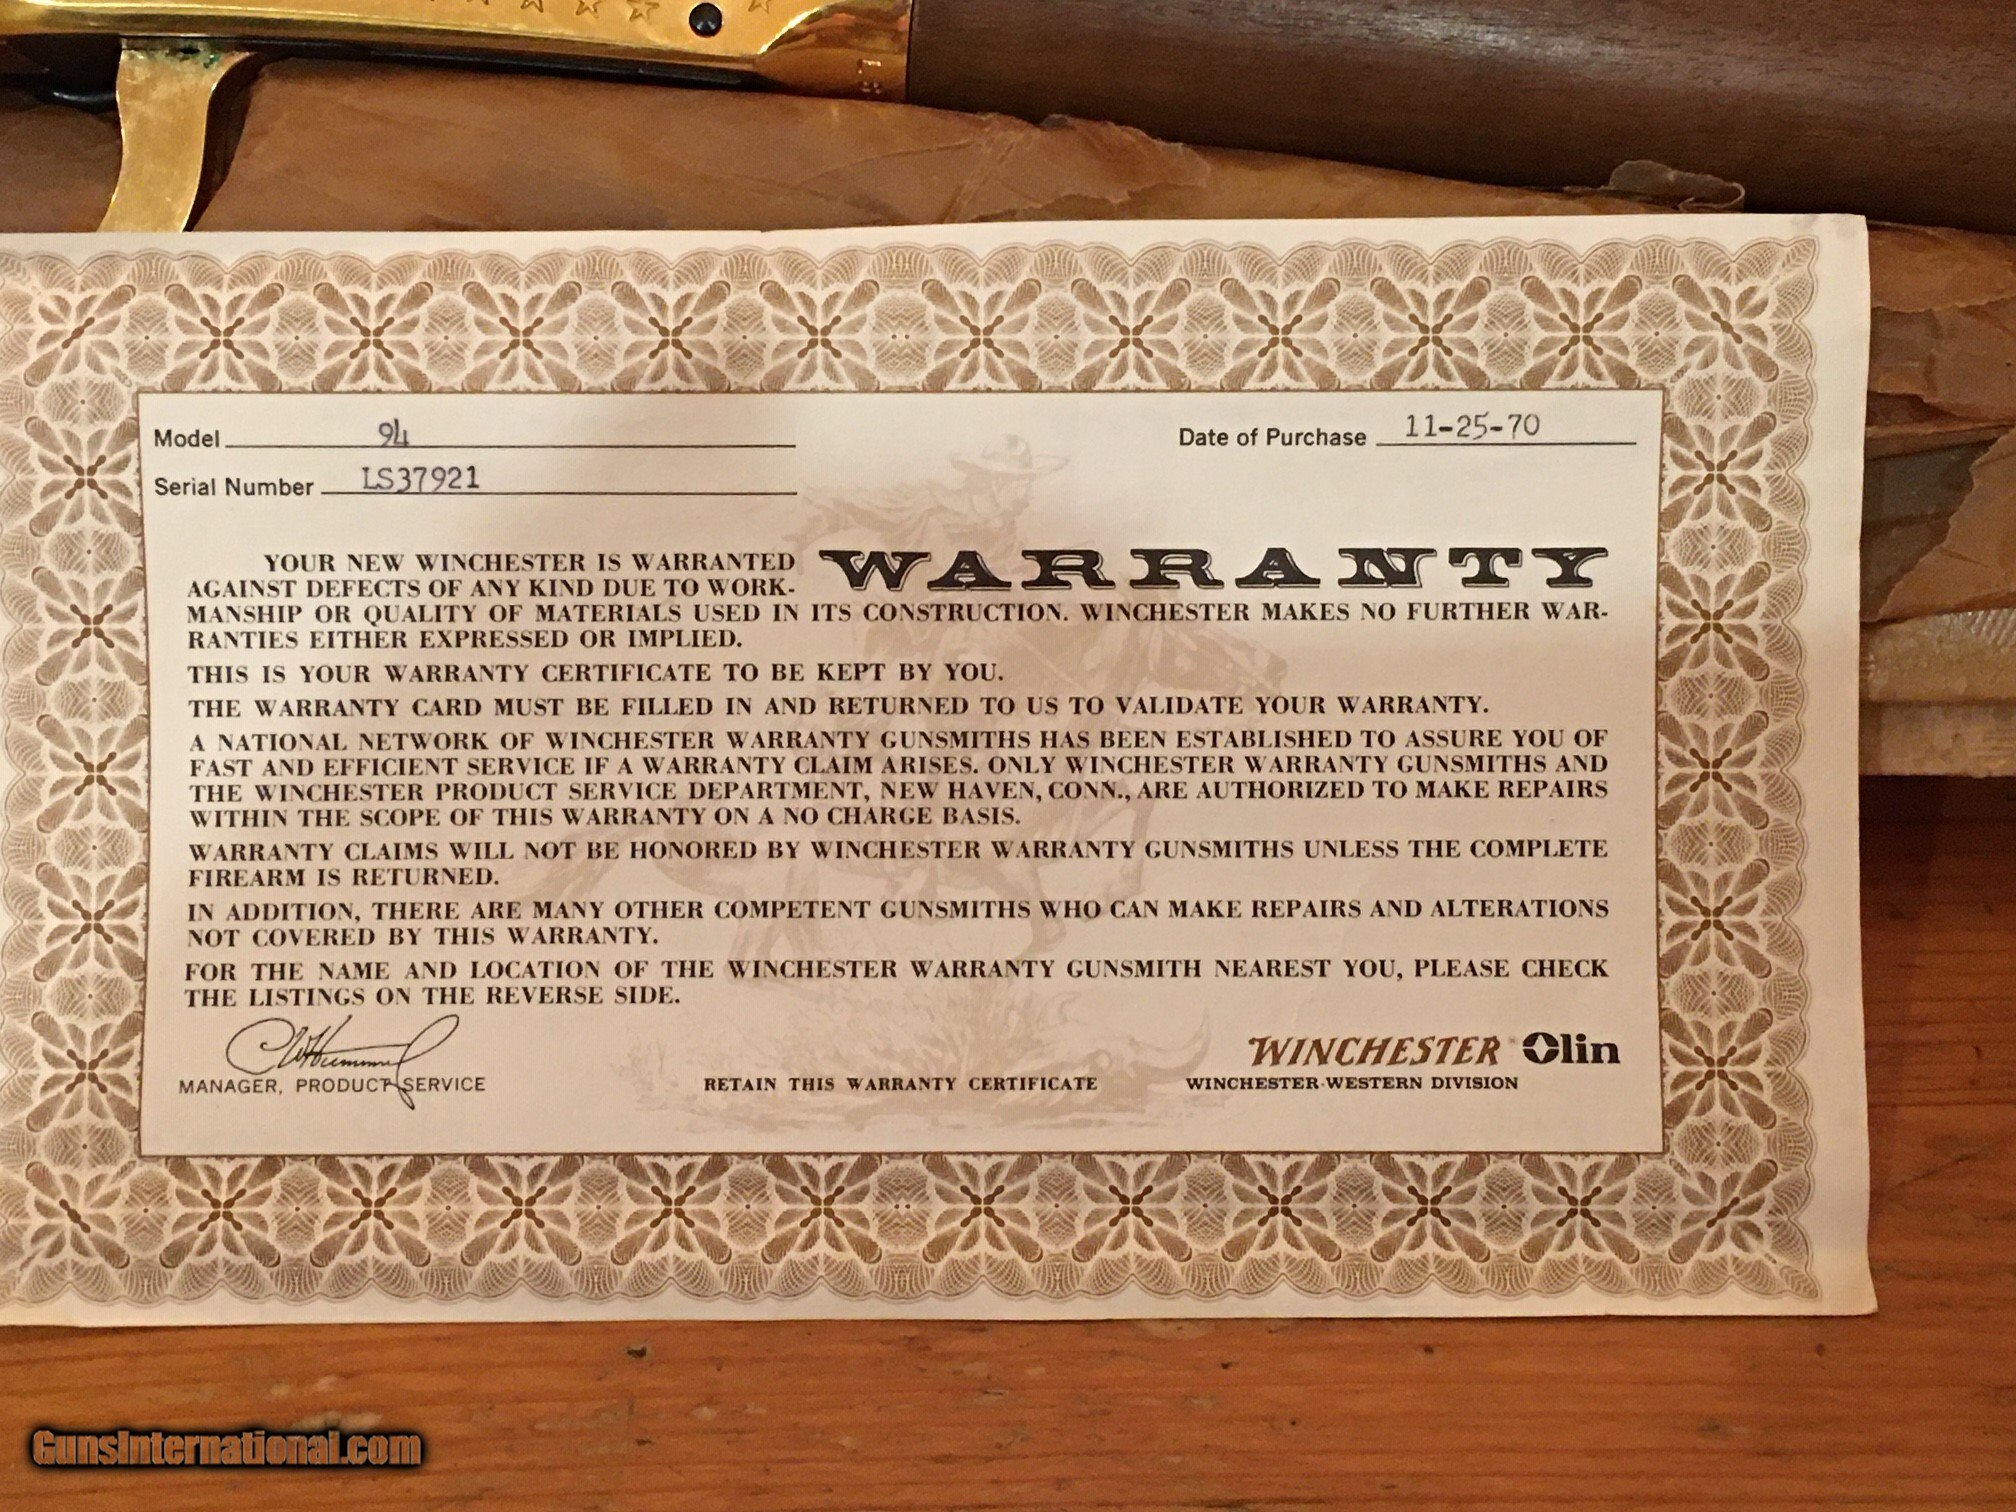 Model 94
Date of Purchase 11-25-70
Serial Number LS37921
WARRANTY
YOUR NEW WINCHESTER IS WARRANTED
AGAINST DEFECTS OF ANY KIND DUE TO WORK-
MANSHIP OR QUALITY OF MATERIALS USED IN ITS CONSTRUCTION. WINCHESTER MAKES NO FURTHER WAR-
RANTIES EITHER EXPRESSED OR IMPLIED.
THIS IS YOUR WARRANTY CERTIFICATE TO BE KEPT BY YOU.
THE WARRANTY CARD MUST BE FILLED IN AND RETURNED TO US TO VALIDATE YOUR WARRANTY.
A NATIONAL NETWORK OF WINCHESTER WARRANTY GUNSMITHS HAS BEEN ESTABLISHED TO ASSURE YOU OF
FAST AND EFFICIENT SERVICE IF A WARRANTY CLAIM ARISES. ONLY WINCHESTER WARRANTY GUNSMITHS AND
THE WINCHESTER PRODUCT SERVICE DEPARTMENT, NEW HAVEN, CONN., ARE AUTHORIZED TO MAKE REPAIRS
WITHIN THE SCOPE OF THIS WARRANTY ON A NO CHARGE BASIS.
WARRANTY CLAIMS WILL NOT BE HONORED BY WINCHESTER WARRANTY GUNSMITHS UNLESS THE COMPLETE
FIREARM IS RETURNED.
IN ADDITION, THERE ARE MANY OTHER COMPETENT GUNSMITHS WHO CAN MAKE REPAIRS AND ALTERATIONS
NOT COVERED BY THIS WARRANTY.
FOR THE NAME AND LOCATION OF THE WINCHESTER WARRANTY GUNSMITH NEAREST YOU, PLEASE CHECK
THE LISTINGS ON THE REVERSE SIDE.
MANAGER, PRODUCT SERVICE
RETAIN THIS WARRANTY CERTIFICATE
WINCHESTER Olin
WINCHESTER-WESTERN DIVISION
GunsInternational.com